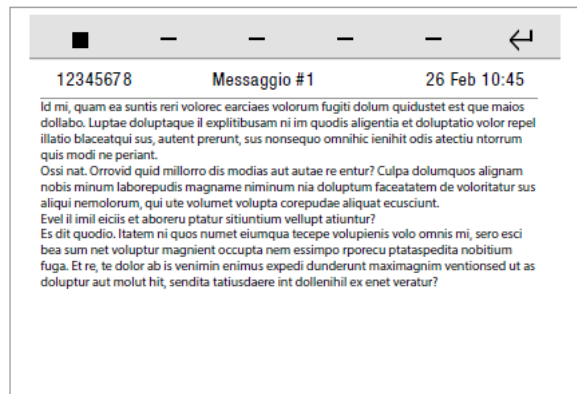 12345678 Messaggio #1 26 Feb 10:45
Id mi, quam ea suntis reri volorec earciaes volorum fugiti dolum quidustet est que maios
dollabo. Luptae doluptaque il explitibusam ni im quodis aligentia et doluptatio volor repel
illatio blaceatqui sus, autent prerunt, sus nonsequo omnihic ienihit odis atectiu ntorrum
quis modi ne periant.
Ossi nat. Orrovid quid millorro dis modias aut autae re entur? Culpa dolumquos alignam
nobis minum laborepudis magname niminum nia doluptum faceatatem de voloritatur sus
aliqui nemolorum, qui ute volumet volupta corepudae aliquat ecusciunt.
Evel il imil eiciis et aboreru ptatur sitiuntium vellupt atiuntur?
Es dit quodio. Itatem ni quos numet eiumqua tecepe volupienis volo omnis mi, sero esci
bea sum net voluptur magnient occupta nem essimpo rporecu ptataspedita nobitium
fuga. Et re, te dolor ab is venimin enimus expedi dunderunt maximagnim ventionsed ut as
doluptur aut molut hit, sendita tatiusdaere int dollenihil ex enet veratur?